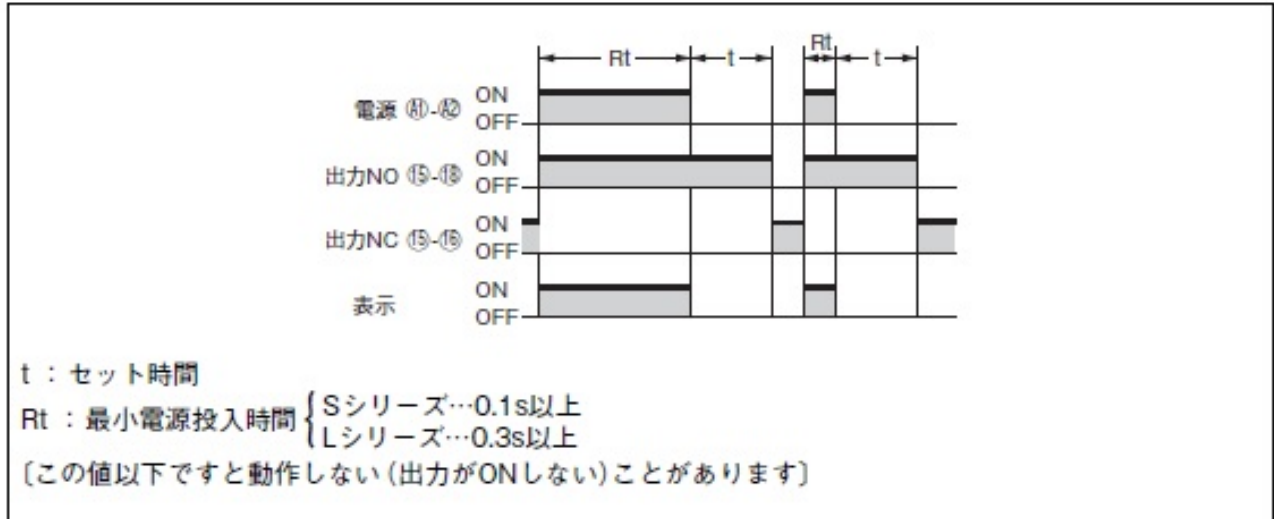 Rt t Rt t
電源 Ⓐ1-Ⓐ2 ON
OFF
出力NO ⑮-⑱ ON
OFF
出力NC ⑮-⑯ ON
OFF
表示 ON
OFF
t : セット時間
Rt : 最小電源投入時間 { Sシリーズ…0.1s以上
Lシリーズ…0.3s以上
〔この値以下ですと動作しない(出力がONしない)ことがあります〕